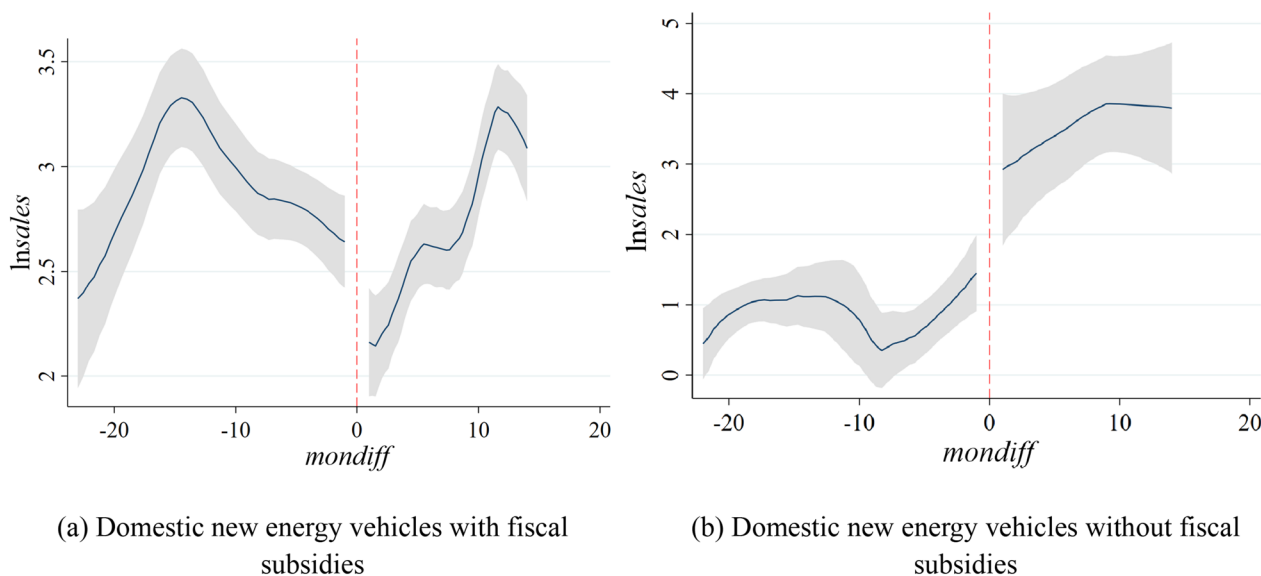 3.5
3
2.5
2
lnsales
-20
-10
0
10
20
mondiff
(a) Domestic new energy vehicles with fiscal
subsidies
5
4
3
2
1
0
lnsales
-20
-10
0
10
20
mondiff
(b) Domestic new energy vehicles without fiscal
subsidies